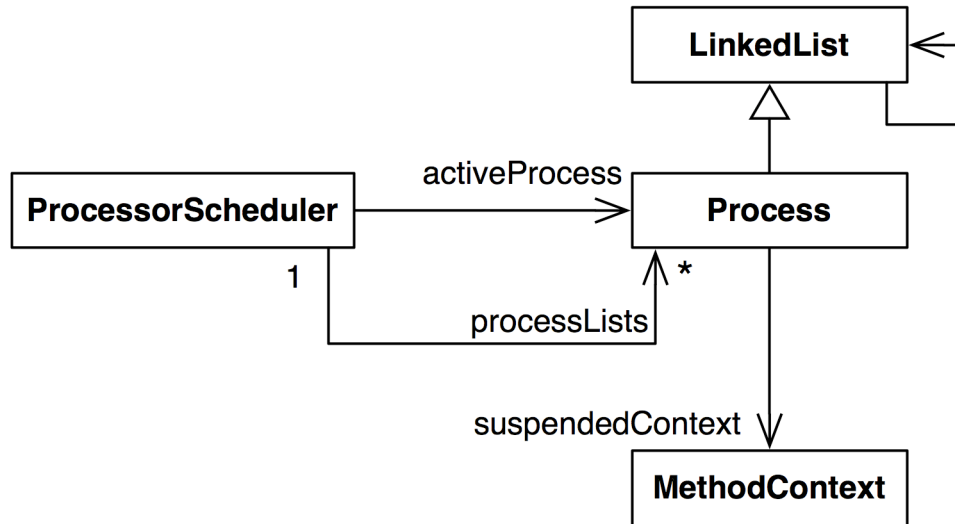 LinkedList
activeProcess
ProcessorScheduler
Process
1
*
processLists
suspendedContext
MethodContext